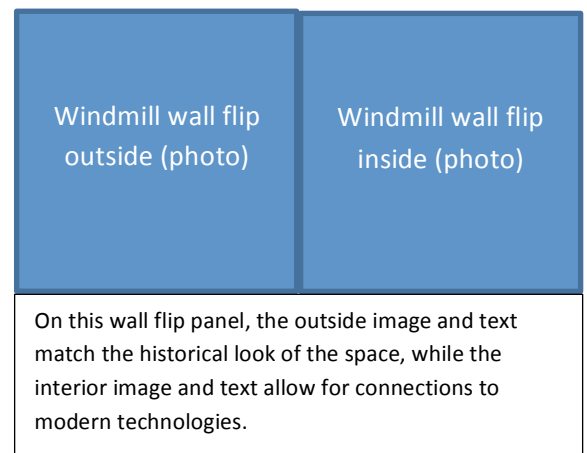 Windmill wall flip
outside (photo)
Windmill wall flip
inside (photo)
On this wall flip panel, the outside image and text
match the historical look of the space, while the
interior image and text allow for connections to
modern technologies.